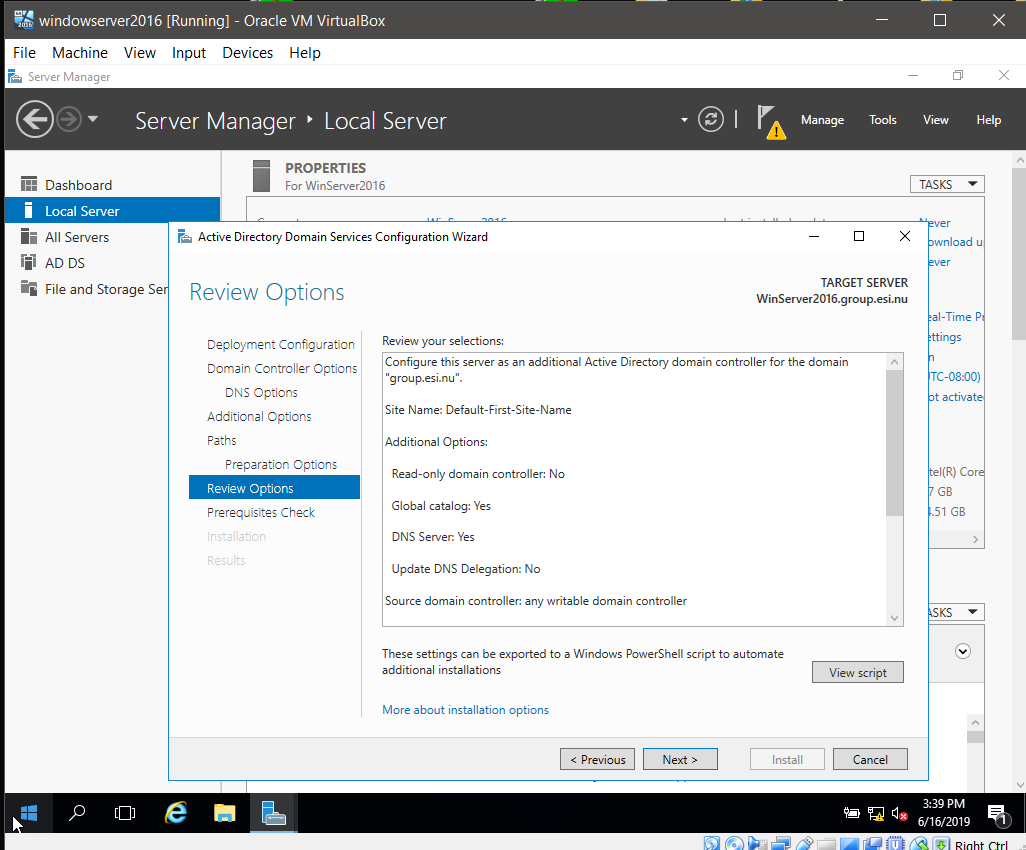 windowserver2016 [Running] - Oracle VM VirtualBox
File Machine View Input Devices Help
Server Manager
Server Manager Local Server
Manage Tools View Help
Dashboard
Local Server
All Servers
AD DS
File and Storage Ser
PROPERTIES
For WinServer2016
TASKS
WinServer2016
Never
ownload u
ever
eal-Time Pr
ettings
TC-08:00)
ot activate
tel(R) Core
7 GB
4.51 GB
ASKS
Active Directory Domain Services Configuration Wizard
Review Options
TARGET SERVER
WinServer2016.group.esi.nu
Deployment Configuration
Domain Controller Options
DNS Options
Additional Options
Paths
Preparation Options
Review Options
Prerequisites Check
Installation
Results
Review your selections:
Configure this server as an additional Active Directory domain controller for the domain
"group.esi.nu".
Site Name: Default-First-Site-Name
Additional Options:
Read-only domain controller: No
Global catalog: Yes
DNS Server: Yes
Update DNS Delegation: No
Source domain controller: any writable domain controller
These settings can be exported to a Windows PowerShell script to automate
additional installations
View script
More about installation options
< Previous
Next >
Install
Cancel
3:39 PM
6/16/2019
1
Right Ctrl